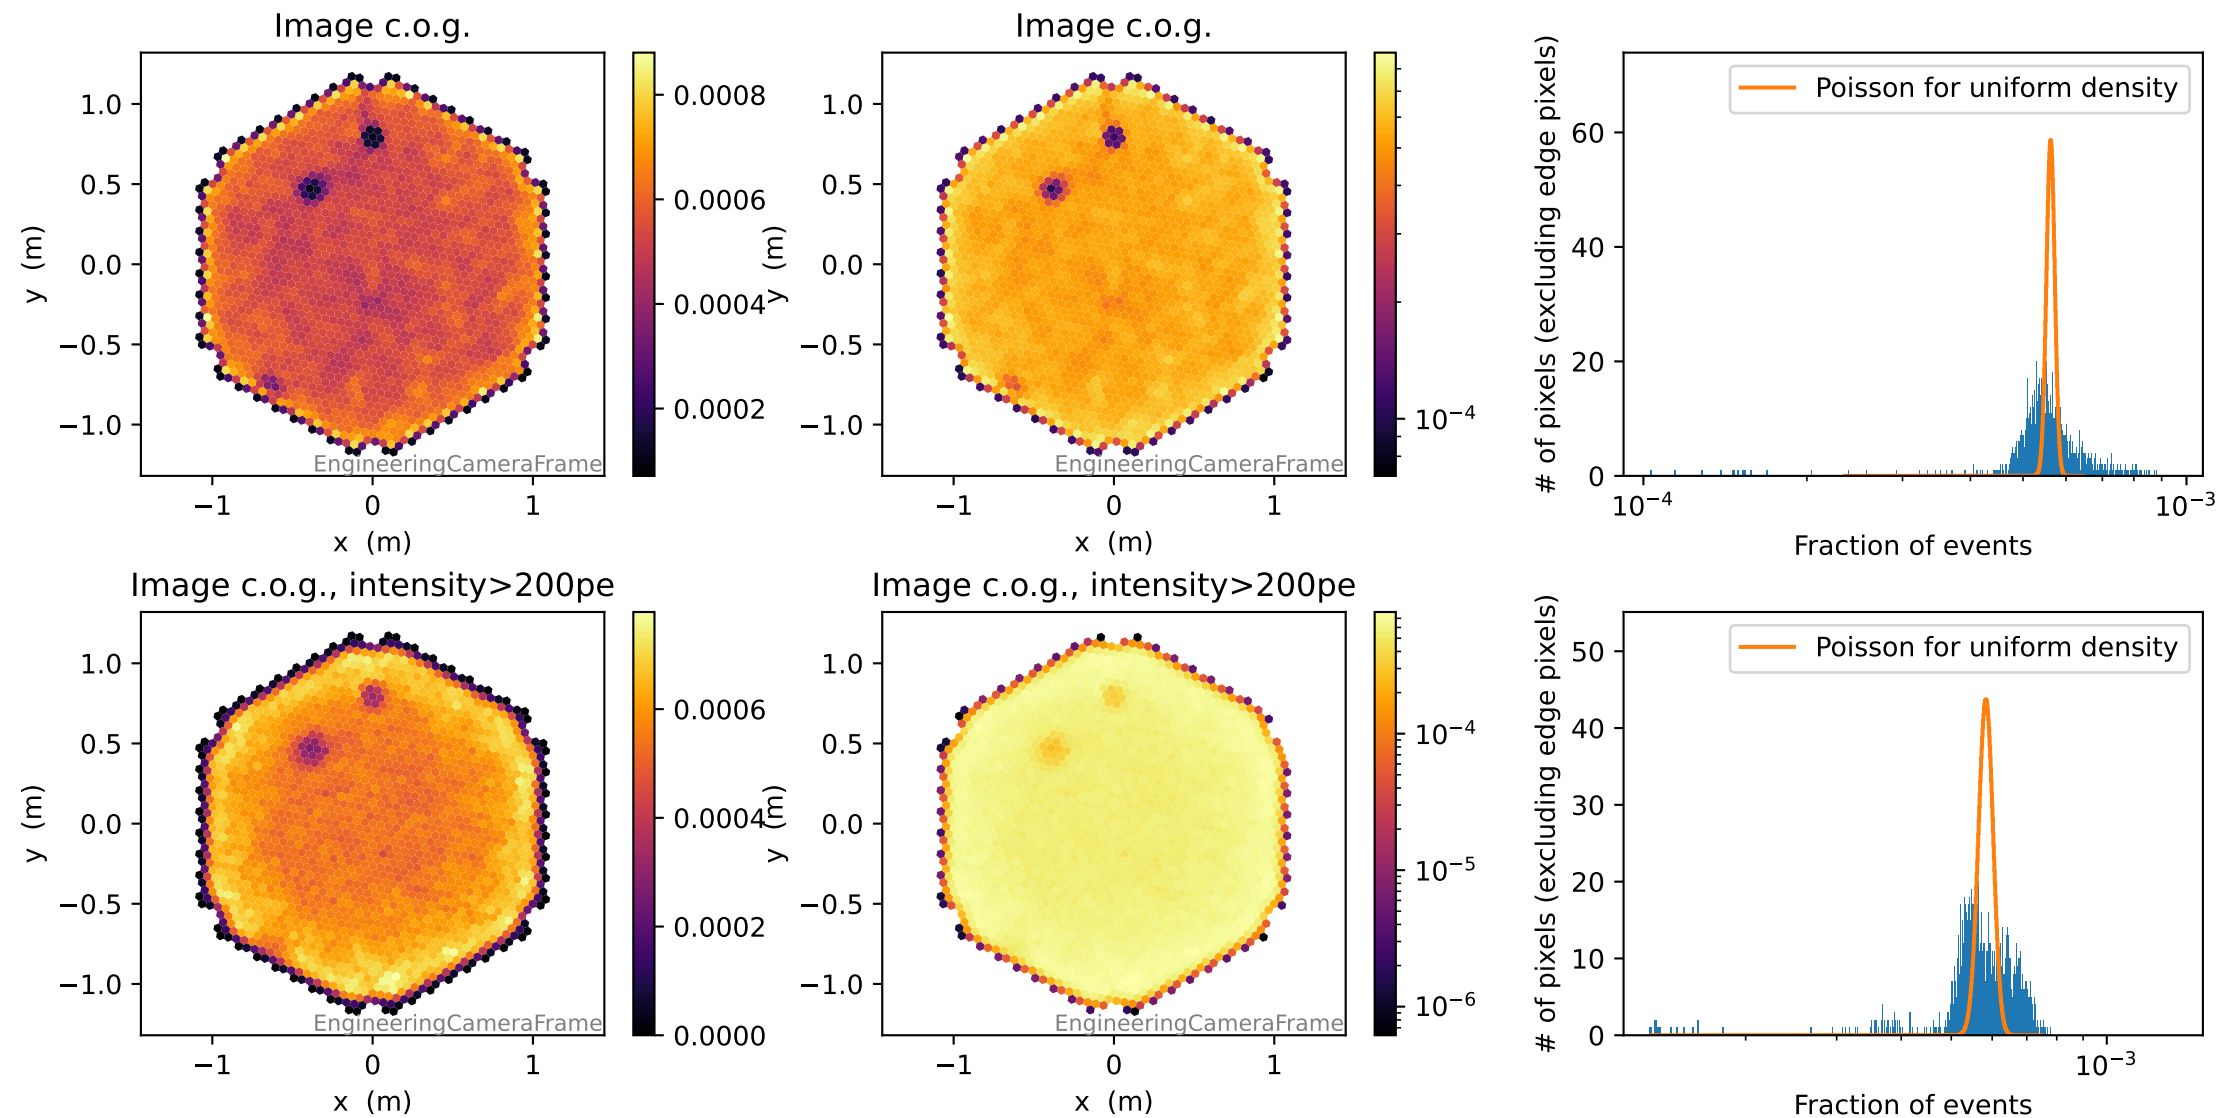 Image c.o.g.
1.0
0.5
0.0
−0.5
−1.0
y (m)
−1
0
1
x (m)
EngineeringCameraFrame
0.0008
0.0006
0.0004
0.0002
Image c.o.g.
1.0
0.5
0.0
−0.5
−1.0
y (m)
−1
0
1
x (m)
EngineeringCameraFrame
10⁻⁴
# of pixels (excluding edge pixels)
60
40
20
0
Poisson for uniform density
10⁻⁴
10⁻³
Fraction of events
Image c.o.g., intensity>200pe
1.0
0.5
0.0
−0.5
−1.0
y (m)
−1
0
1
x (m)
EngineeringCameraFrame
0.0006
0.0004
0.0002
0.0000
Image c.o.g., intensity>200pe
1.0
0.5
0.0
−0.5
−1.0
y (m)
−1
0
1
x (m)
EngineeringCameraFrame
10⁻⁴
10⁻⁵
10⁻⁶
# of pixels (excluding edge pixels)
50
40
30
20
10
0
Poisson for uniform density
10⁻³
Fraction of events